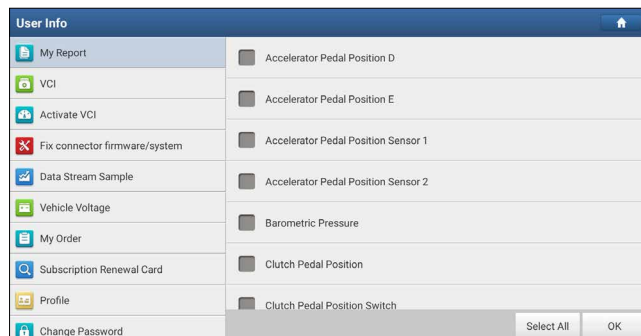 User Info
My Report
VCI
Activate VCI
Fix connector firmware/system
Data Stream Sample
Vehicle Voltage
My Order
Subscription Renewal Card
Profile
Change Password
Accelerator Pedal Position D
Accelerator Pedal Position E
Accelerator Pedal Position Sensor 1
Accelerator Pedal Position Sensor 2
Barometric Pressure
Clutch Pedal Position
Clutch Pedal Position Switch
Select All
OK